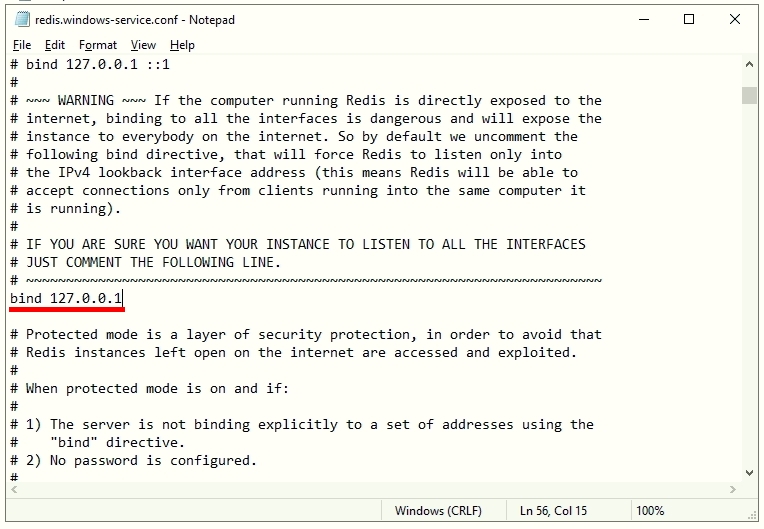 redis.windows-service.conf - Notepad
File Edit Format View Help
# bind 127.0.0.1 ::1
#
# ~~~ WARNING ~~~ If the computer running Redis is directly exposed to the
# internet, binding to all the interfaces is dangerous and will expose the
# instance to everybody on the internet. So by default we uncomment the
# following bind directive, that will force Redis to listen only into
# the IPv4 lookback interface address (this means Redis will be able to
# accept connections only from clients running into the same computer it
# is running).
#
# IF YOU ARE SURE YOU WANT YOUR INSTANCE TO LISTEN TO ALL THE INTERFACES
# JUST COMMENT THE FOLLOWING LINE.
# ~~~~~~~~~~~~~~~~~~~~~~~~~~~~~~~~~~~~~~~~~~~~~~~~~~~~~~~~~~~~~~~~~~~~~~~~
bind 127.0.0.1
# Protected mode is a layer of security protection, in order to avoid that
# Redis instances left open on the internet are accessed and exploited.
#
# When protected mode is on and if:
#
# 1) The server is not binding explicitly to a set of addresses using the
#    "bind" directive.
# 2) No password is configured.
#
Windows (CRLF) Ln 56, Col 15 100%